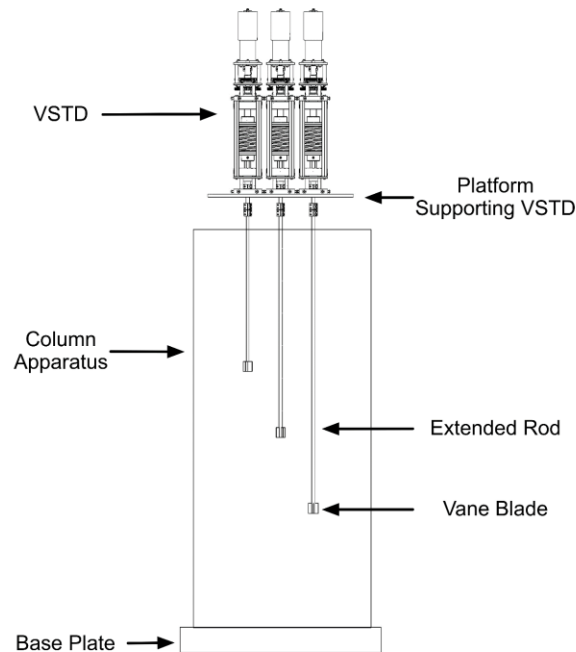 VSTD
Platform
Supporting VSTD
Column
Apparatus
Extended Rod
Vane Blade
Base Plate